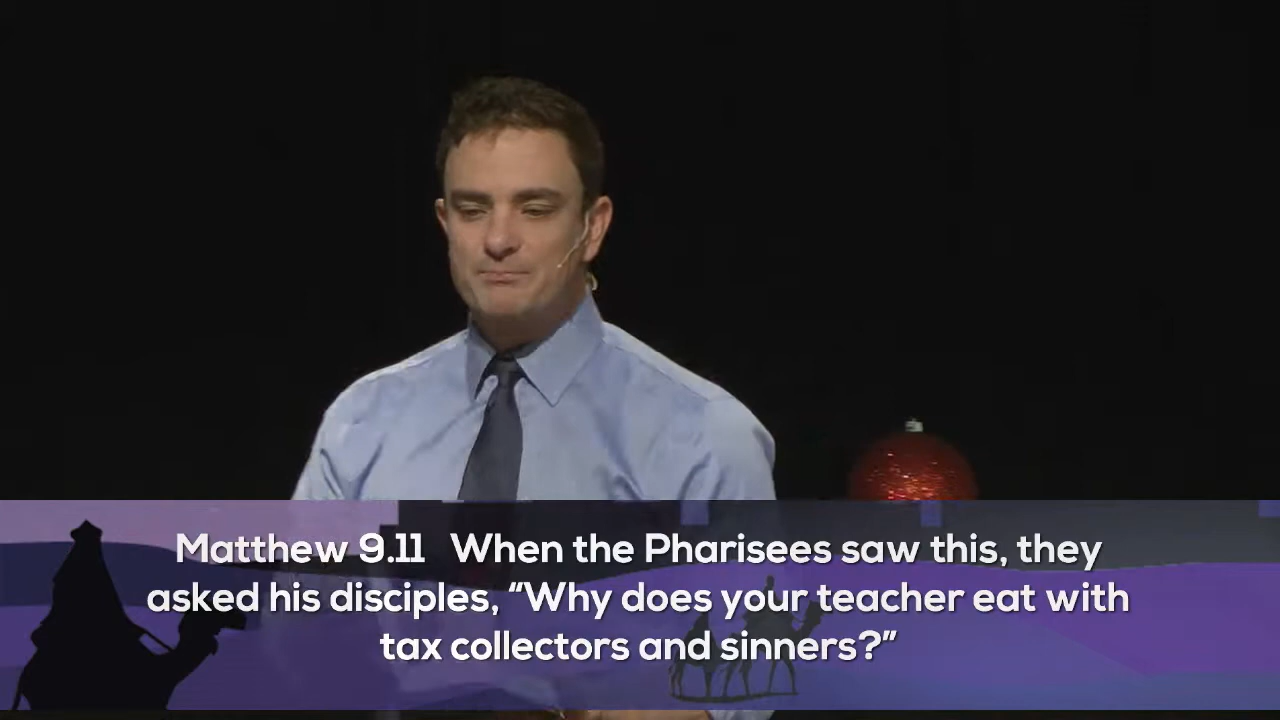 Matthew 9.11 When the Pharisees saw this, they
asked his disciples, “Why does your teacher eat with
tax collectors and sinners?”